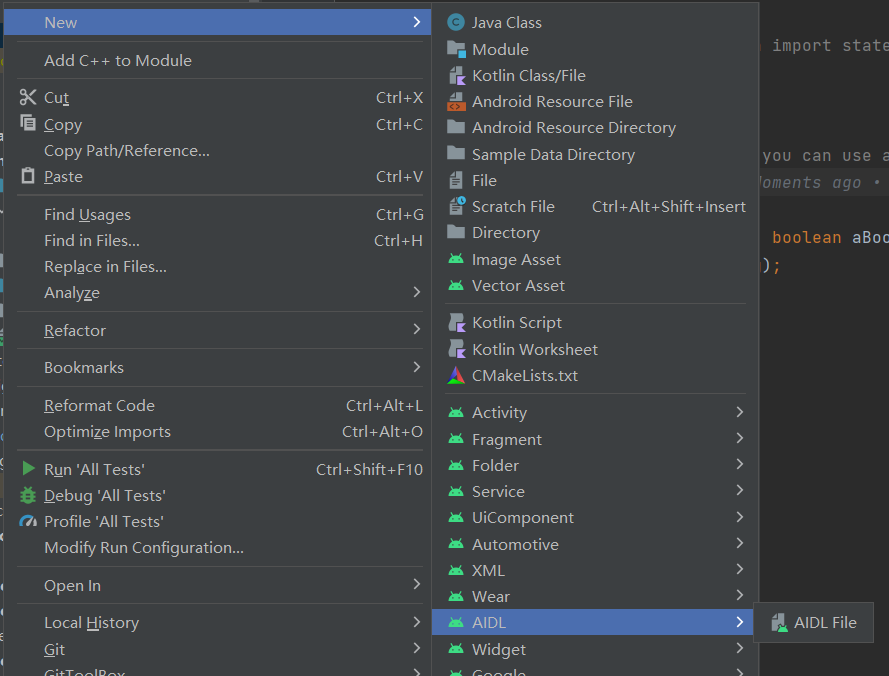 New
Add C++ to Module
Cut Ctrl+X
Copy Ctrl+C
Copy Path/Reference...
Paste Ctrl+V
Find Usages Ctrl+G
Find in Files... Ctrl+H
Replace in Files...
Analyze
Refactor
Bookmarks
Reformat Code Ctrl+Alt+L
Optimize Imports Ctrl+Alt+O
Run 'All Tests' Ctrl+Shift+F10
Debug 'All Tests'
Profile 'All Tests'
Modify Run Configuration...
Open In
Local History
Git
GitToolBox
Java Class
Module
Kotlin Class/File
Android Resource File
Android Resource Directory
Sample Data Directory
File
Scratch File Ctrl+Alt+Shift+Insert
Directory
Image Asset
Vector Asset
Kotlin Script
Kotlin Worksheet
CMakeLists.txt
Activity
Fragment
Folder
Service
UiComponent
Automotive
XML
Wear
AIDL
Widget
Google
AIDL File
import state
you can use a
oments ago •
boolean aBoo
);